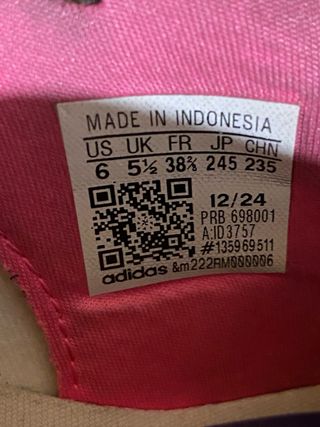 MADE IN INDONESIA
US UK FR JP CHN
6 5½ 38⅔ 245 235
12/24
PRB 698001
A:ID3757
#135969511
adidas &m222RM000006